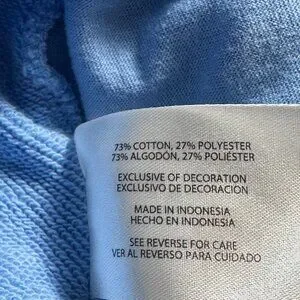 73% COTTON, 27% POLYESTER
73% ALGODÓN, 27% POLIÉSTER
EXCLUSIVE OF DECORATION
EXCLUSIVO DE DECORACION
MADE IN INDONESIA
HECHO EN INDONESIA
SEE REVERSE FOR CARE
VER AL REVERSO PARA CUIDADO